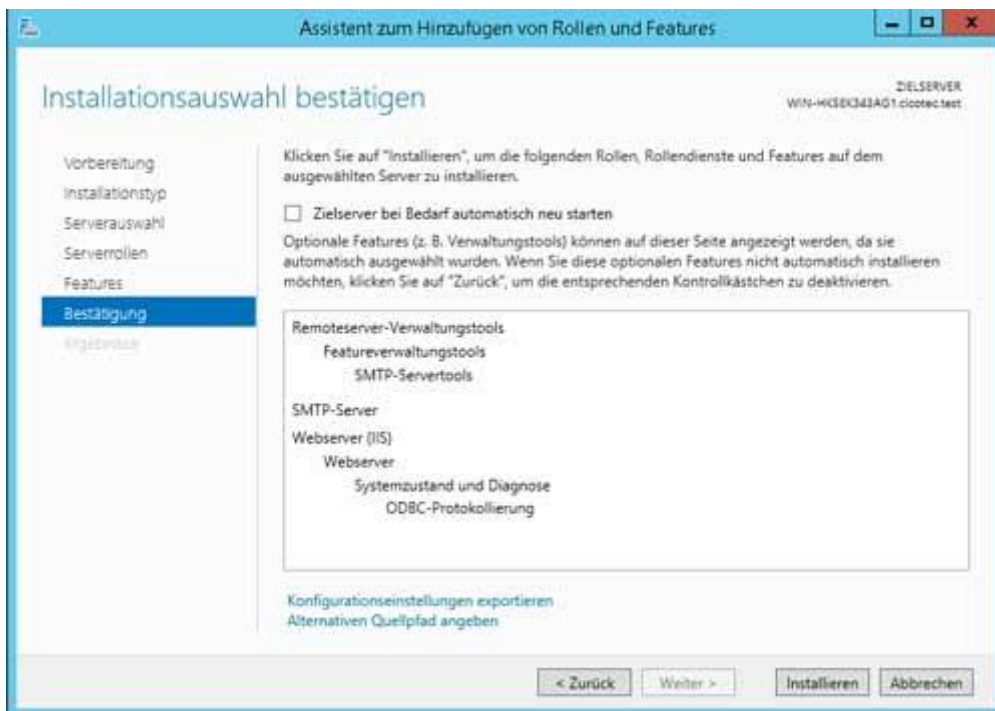 Assistent zum Hinzufügen von Rollen und Features
Installationsauswahl bestätigen
ZIELSERVER
Vorbereitung
Installationstyp
Serverauswahl
Serverrollen
Features
Bestätigung
Ergebnisse
Klicken Sie auf "Installieren", um die folgenden Rollen, Rollendienste und Features auf dem
ausgewählten Server zu installieren.
Zielserver bei Bedarf automatisch neu starten
Optionale Features (z. B. Verwaltungstools) können auf dieser Seite angezeigt werden, da sie
automatisch ausgewählt wurden. Wenn Sie diese optionalen Features nicht automatisch installieren
möchten, klicken Sie auf "Zurück", um die entsprechenden Kontrollkästchen zu deaktivieren.
Remoteserver-Verwaltungstools
Featureverwaltungstools
SMTP-Servertools
SMTP-Server
Webserver (IIS)
Webserver
Systemzustand und Diagnose
ODBC-Protokollierung
Konfigurationseinstellungen exportieren
Alternativen Quellpfad angeben
< Zurück
Weiter >
Installieren
Abbrechen